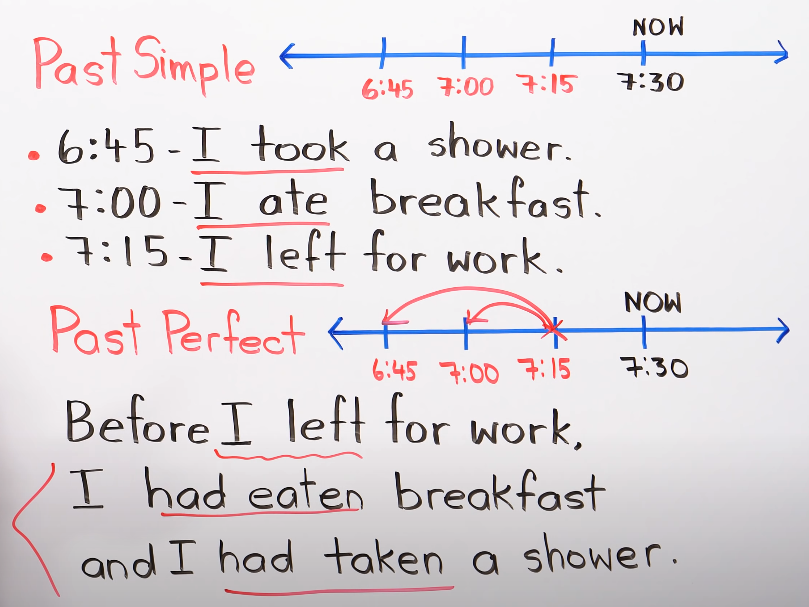 NOW
Past Simple
6:45 7:00 7:15 7:30
• 6:45 - I took a shower.
• 7:00 - I ate breakfast.
• 7:15 - I left for work.
NOW
Past Perfect
6:45 7:00 7:15 7:30
Before I left for work,
I had eaten breakfast
and I had taken a shower.